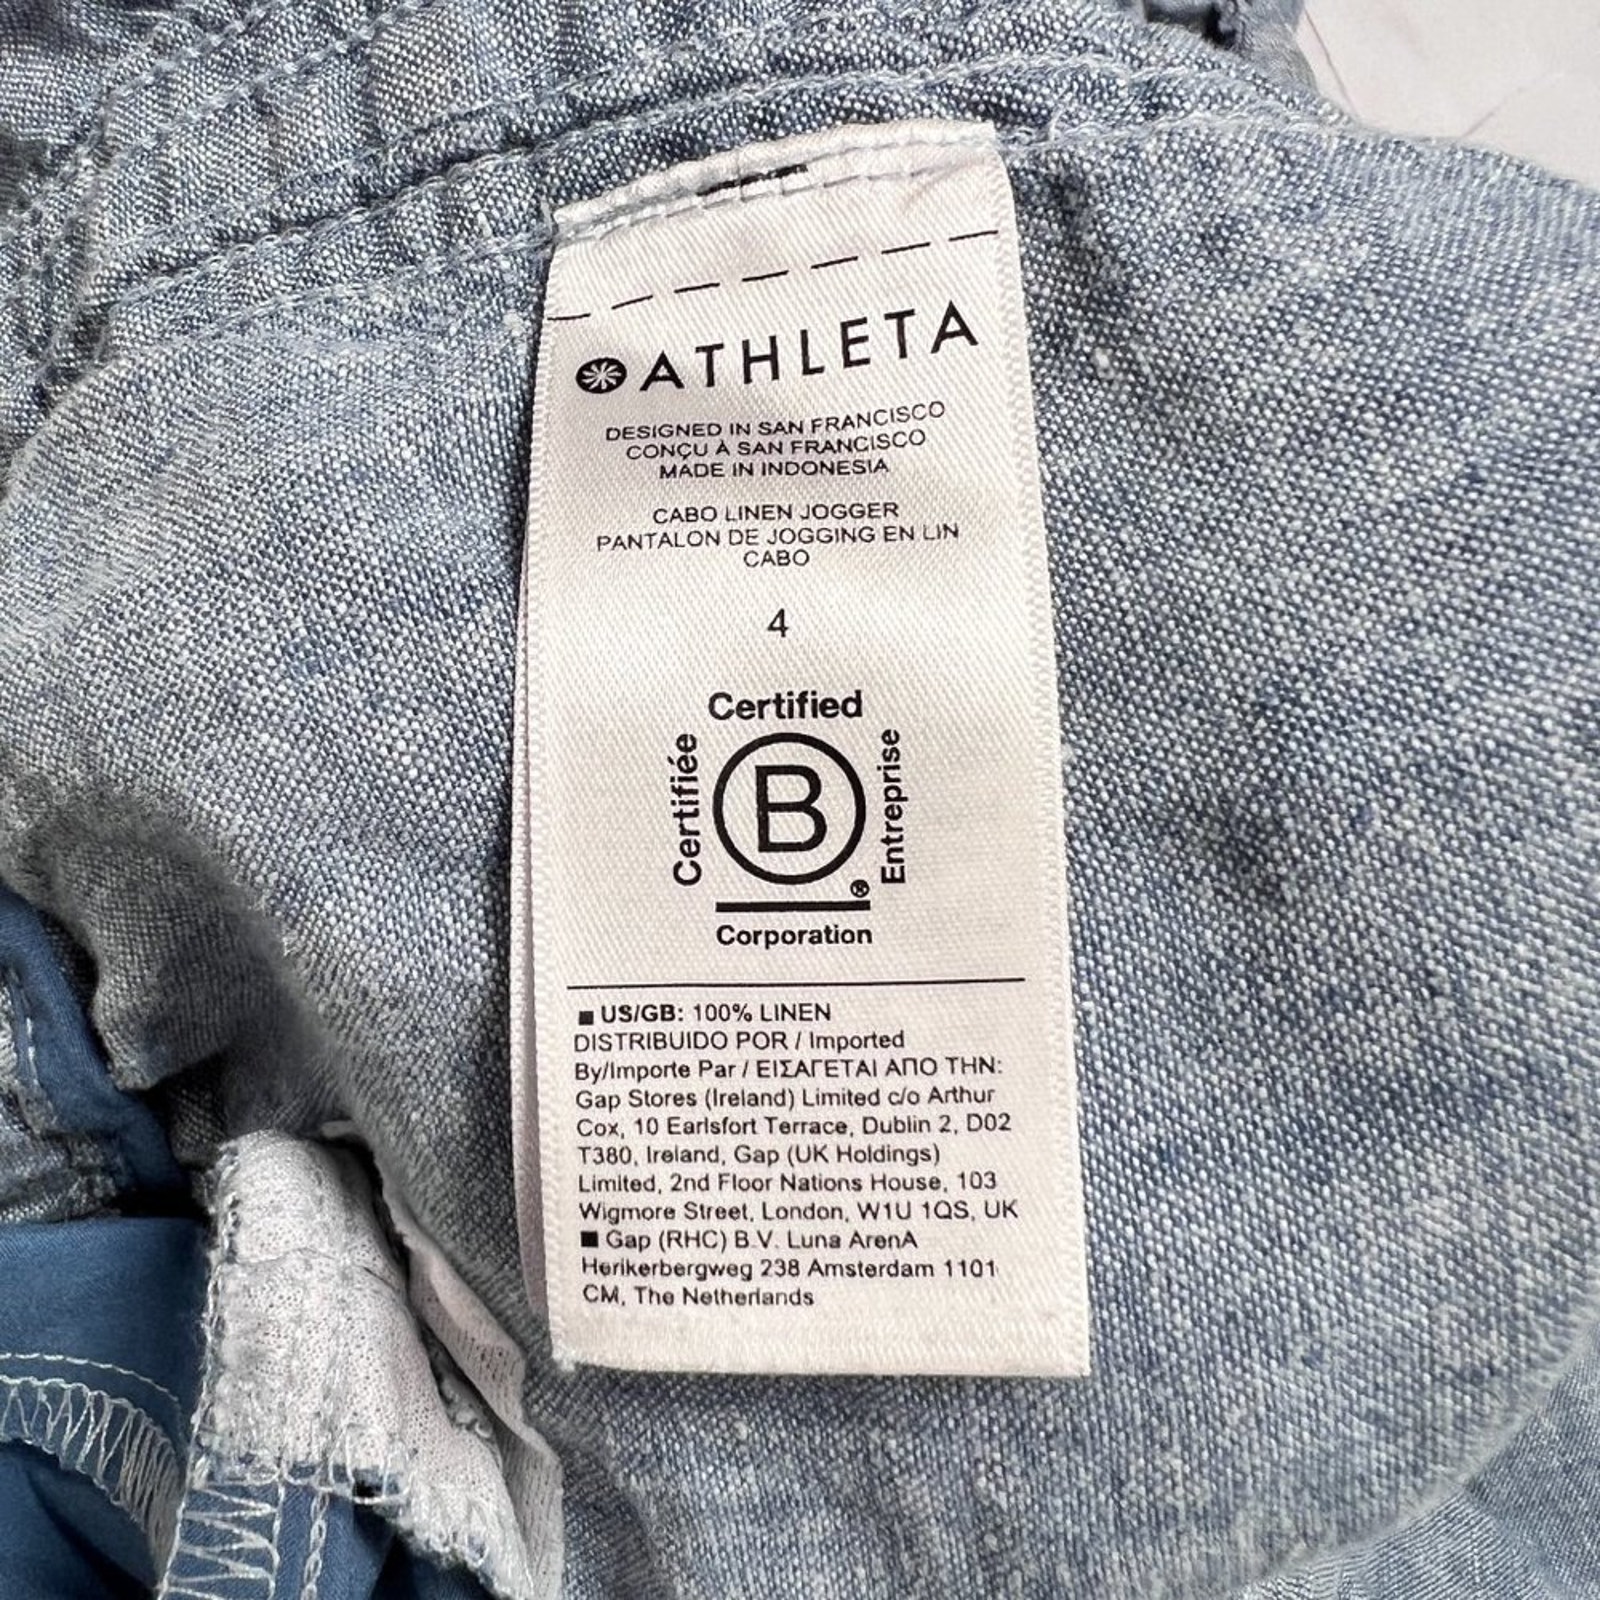 ATHLETA
DESIGNED IN SAN FRANCISCO
CONÇU À SAN FRANCISCO
MADE IN INDONESIA
CABO LINEN JOGGER
PANTALON DE JOGGING EN LIN
CABO
4
Certified
Certifiée
B
Entreprise
®
Corporation
■ US/GB: 100% LINEN
DISTRIBUIDO POR / Imported
By/Importe Par / ΕΙΣΑΓΕΤΑΙ ΑΠΟ ΤΗΝ:
Gap Stores (Ireland) Limited c/o Arthur
Cox, 10 Earlsfort Terrace, Dublin 2, D02
T380, Ireland, Gap (UK Holdings)
Limited, 2nd Floor Nations House, 103
Wigmore Street, London, W1U 1QS, UK
■ Gap (RHC) B.V. Luna ArenA
Herikerbergweg 238 Amsterdam 1101
CM, The Netherlands